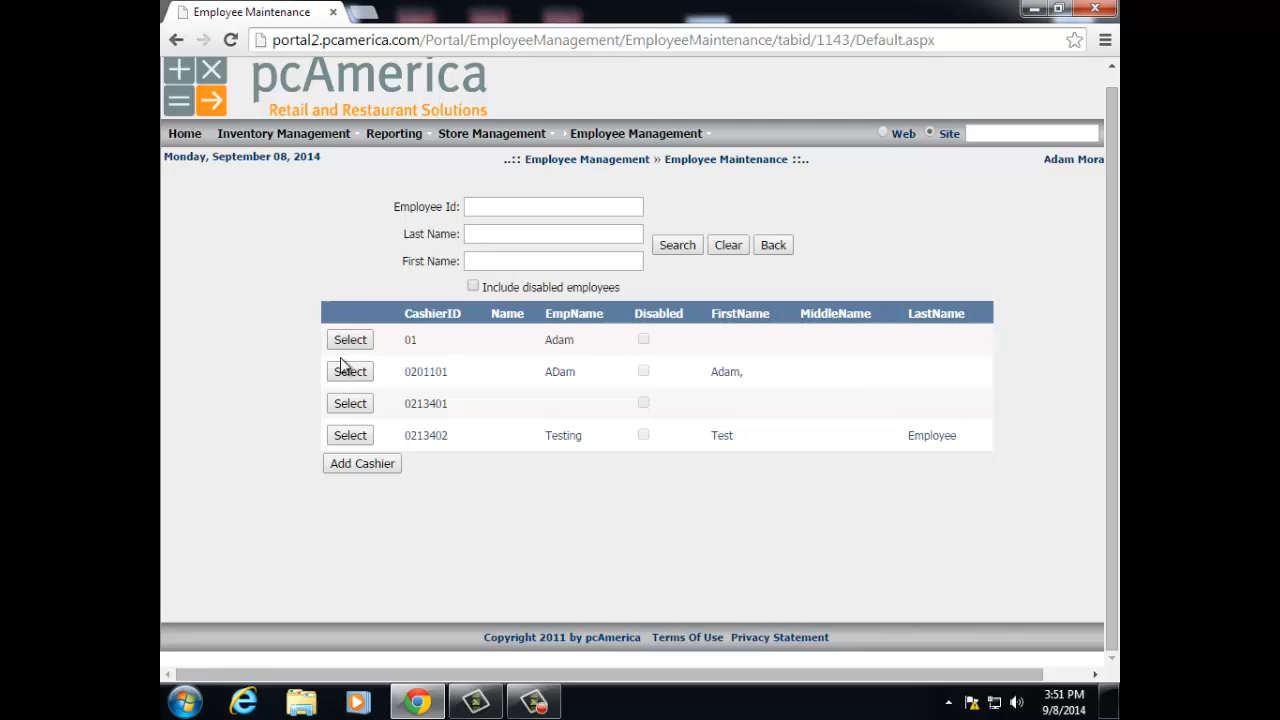 Employee Maintenance
portal2.pcamerica.com/Portal/EmployeeManagement/EmployeeMaintenance/tabid/1143/Default.aspx
pcAmerica
Retail and Restaurant Solutions
Home Inventory Management Reporting Store Management Employee Management Web Site
Monday, September 08, 2014 ..:: Employee Management » Employee Maintenance ::.. Adam Mora
Employee Id:
Last Name:
Search Clear Back
First Name:
Include disabled employees
CashierID Name EmpName Disabled FirstName MiddleName LastName
Select 01 Adam
Select 0201101 ADam Adam,
Select 0213401
Select 0213402 Testing Test Employee
Add Cashier
Copyright 2011 by pcAmerica Terms Of Use Privacy Statement
3:51 PM
9/8/2014